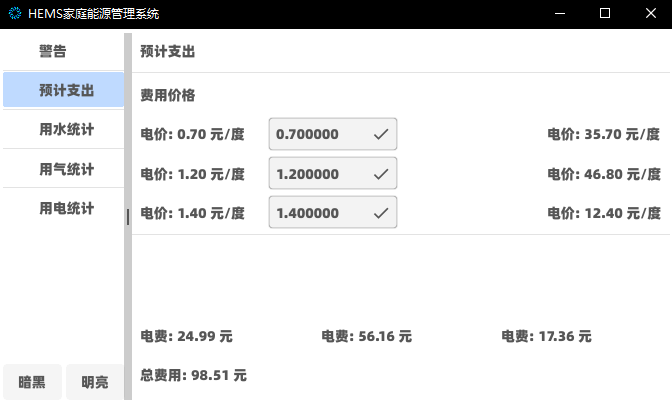 HEMS家庭能源管理系统
警告
预计支出
用水统计
用气统计
用电统计
暗黑 明亮
预计支出
费用价格
电价: 0.70 元/度 0.700000 电价: 35.70 元/度
电价: 1.20 元/度 1.200000 电价: 46.80 元/度
电价: 1.40 元/度 1.400000 电价: 12.40 元/度
电费: 24.99 元 电费: 56.16 元 电费: 17.36 元
总费用: 98.51 元